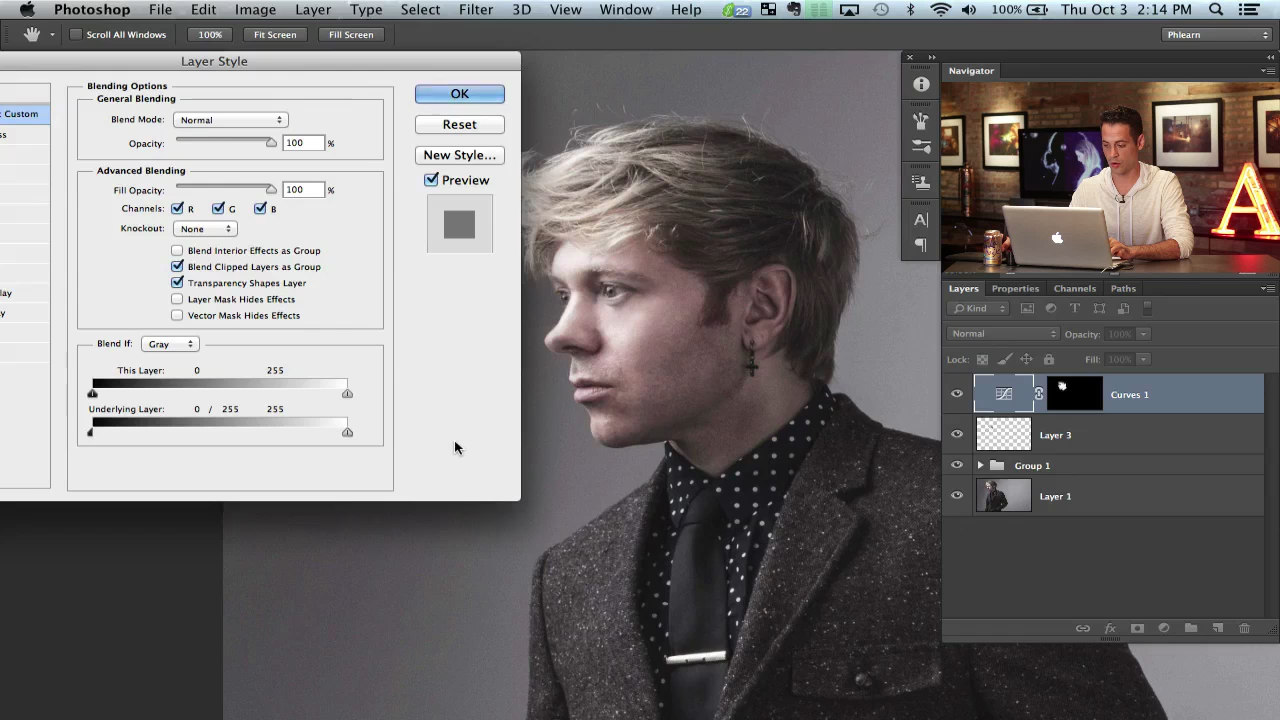 Photoshop File Edit Image Layer Type Select Filter 3D View Window Help 22 100% Thu Oct 3 2:14 PM
Scroll All Windows 100% Fit Screen Fill Screen Phlearn
Layer Style
Blending Options
General Blending
Blend Mode: Normal
Opacity: 100 %
Advanced Blending
Fill Opacity: 100 %
Channels: R G B
Knockout: None
Blend Interior Effects as Group
Blend Clipped Layers as Group
Transparency Shapes Layer
Layer Mask Hides Effects
Vector Mask Hides Effects
Blend If: Gray
This Layer: 0 255
Underlying Layer: 0 / 255 255
Custom
OK
Reset
New Style...
Preview
Navigator
A
Layers Properties Channels Paths
Kind
Normal Opacity: 100%
Lock: Fill: 100%
Curves 1
Layer 3
Group 1
Layer 1